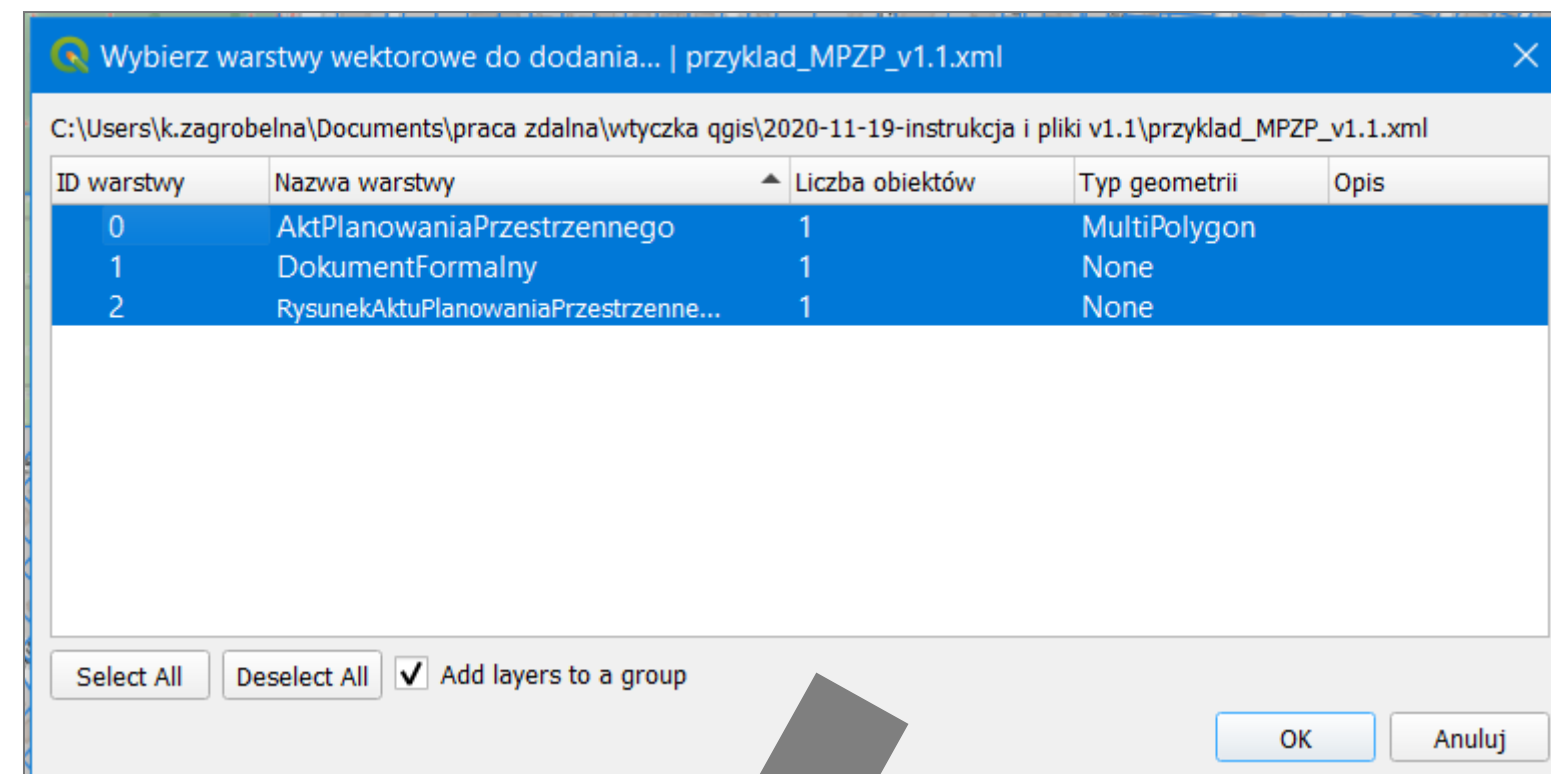 Wybierz warstwy wektorowe do dodania... | przyklad_MPZP_v1.1.xml
C:\Users\k.zagrobelna\Documents\praca zdalna\wtyczka qgis\2020-11-19-instrukcja i pliki v1.1\przyklad_MPZP_v1.1.xml
ID warstwy Nazwa warstwy Liczba obiektów Typ geometrii Opis
0 AktPlanowaniaPrzestrzennego 1 MultiPolygon
1 DokumentFormalny 1 None
2 RysunekAktuPlanowaniaPrzestrzenne... 1 None
Select All Deselect All Add layers to a group
OK Anuluj